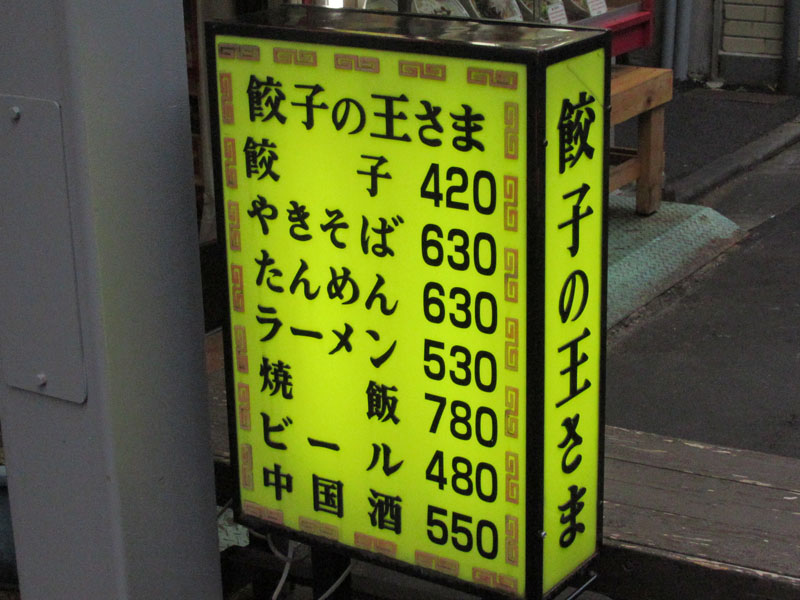 餃子の王さま
餃子 420
やきそば 630
たんめん 630
ラーメン 530
焼飯 780
ビール 480
中国酒 550
餃子の王さま